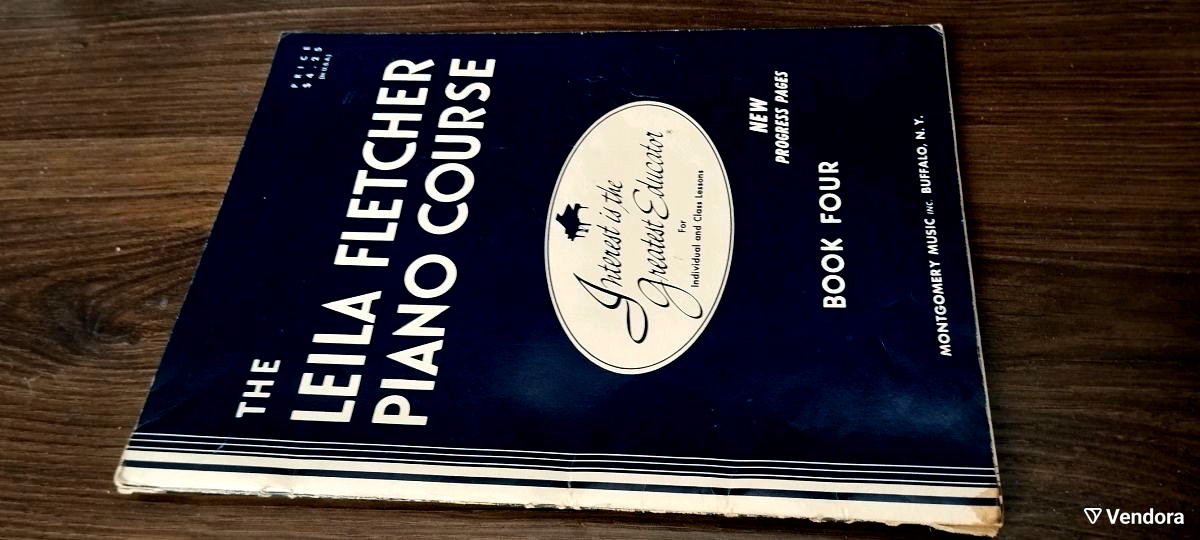 PRICE
$4.25
(IN U.S.A.)
THE
LEILA FLETCHER
PIANO COURSE
Interest is the
Greatest Educator
For
Individual and Class Lessons
NEW
PROGRESS PAGES
BOOK FOUR
MONTGOMERY MUSIC INC. BUFFALO, N. Y.
Vendora